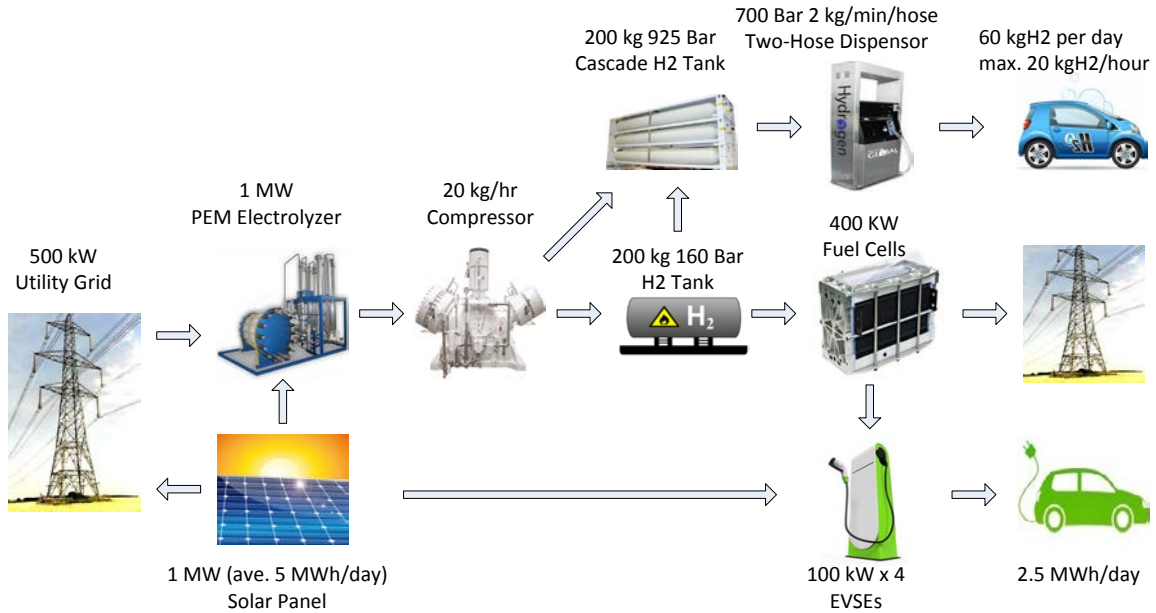 700 Bar 2 kg/min/hose
Two-Hose Dispensor
60 kgH2 per day
max. 20 kgH2/hour
200 kg 925 Bar
Cascade H2 Tank
Hydrogen
GLOBAL
1 MW
PEM Electrolyzer
20 kg/hr
Compressor
500 kW
Utility Grid
200 kg 160 Bar
H2 Tank
H2
400 KW
Fuel Cells
1 MW (ave. 5 MWh/day)
Solar Panel
100 kW x 4
EVSEs
2.5 MWh/day